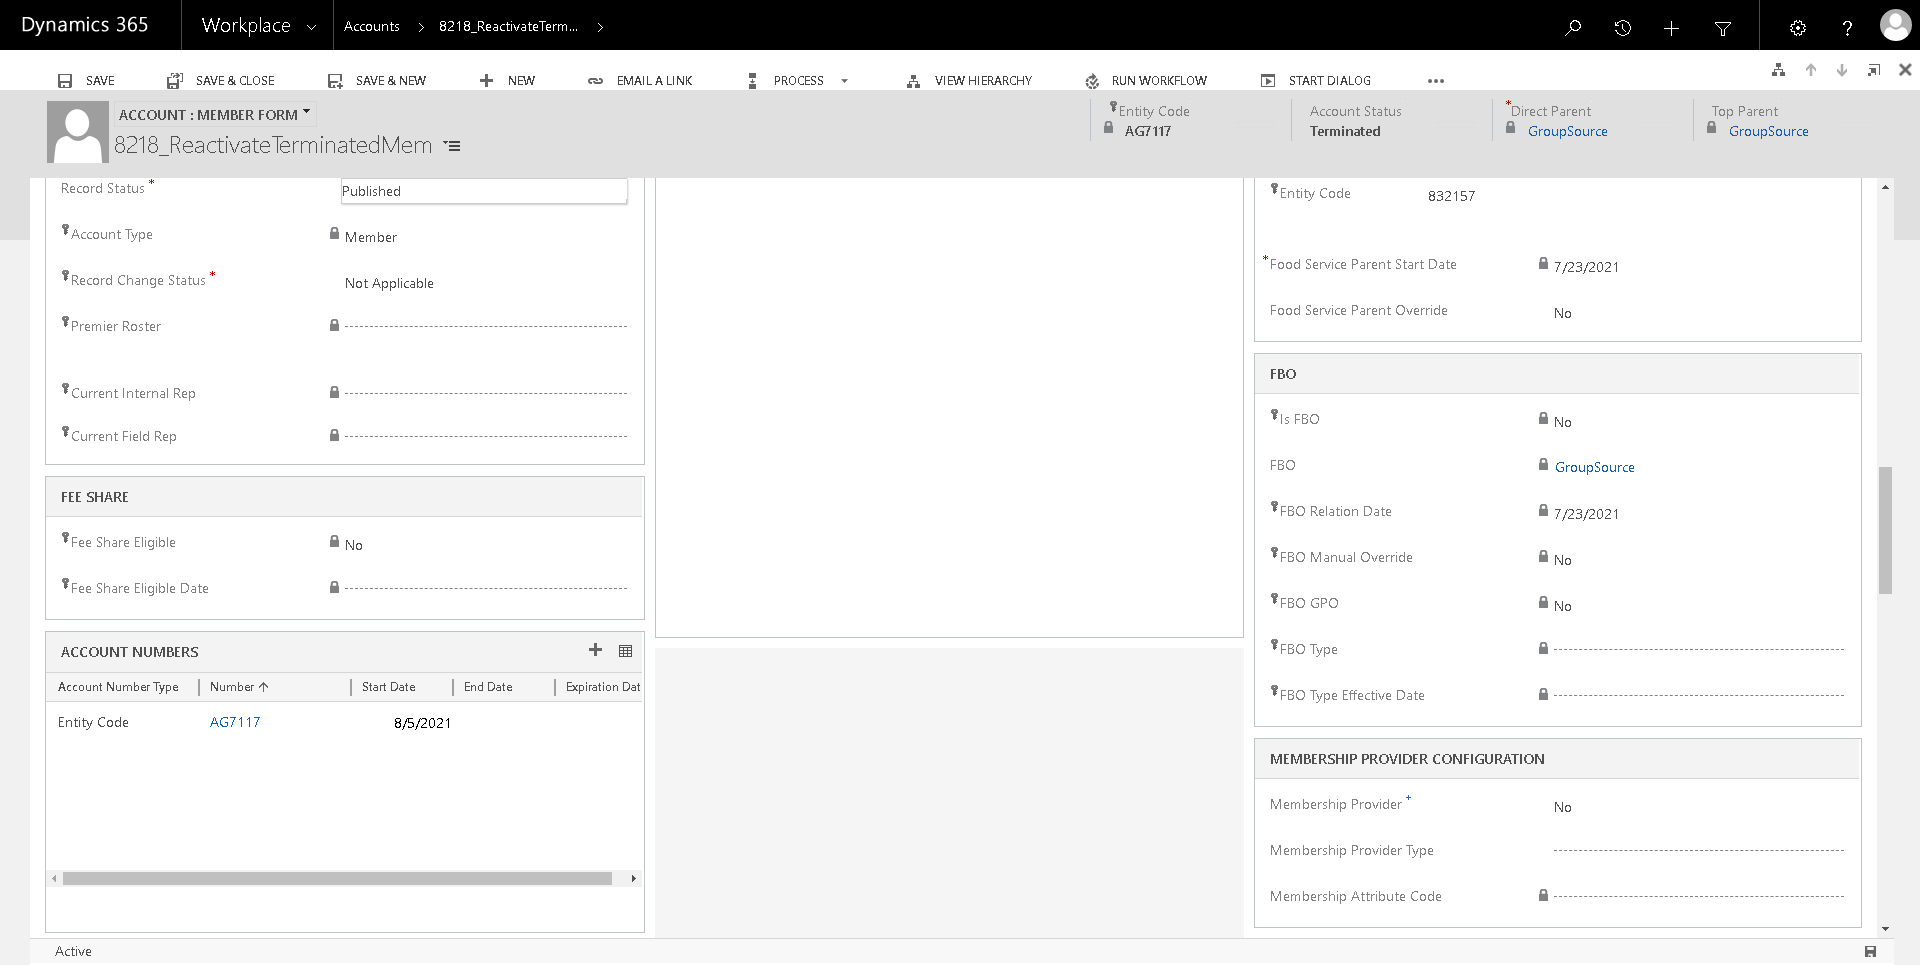 Dynamics 365
Workplace
Accounts
8218_ReactivateTerm...
SAVE
SAVE & CLOSE
SAVE & NEW
NEW
EMAIL A LINK
PROCESS
VIEW HIERARCHY
RUN WORKFLOW
START DIALOG
ACCOUNT : MEMBER FORM
8218_ReactivateTerminatedMem
Entity Code
AG7117
Account Status
Terminated
*Direct Parent
GroupSource
Top Parent
GroupSource
Record Status *
Published
Account Type
Member
Record Change Status *
Not Applicable
Premier Roster
Current Internal Rep
Current Field Rep
FEE SHARE
Fee Share Eligible
No
Fee Share Eligible Date
ACCOUNT NUMBERS
Account Number Type
Number
Start Date
End Date
Expiration Dat
Entity Code
AG7117
8/5/2021
Entity Code
832157
*Food Service Parent Start Date
7/23/2021
Food Service Parent Override
No
FBO
Is FBO
No
FBO
GroupSource
FBO Relation Date
7/23/2021
FBO Manual Override
No
FBO GPO
No
FBO Type
FBO Type Effective Date
MEMBERSHIP PROVIDER CONFIGURATION
Membership Provider +
No
Membership Provider Type
Membership Attribute Code
Active